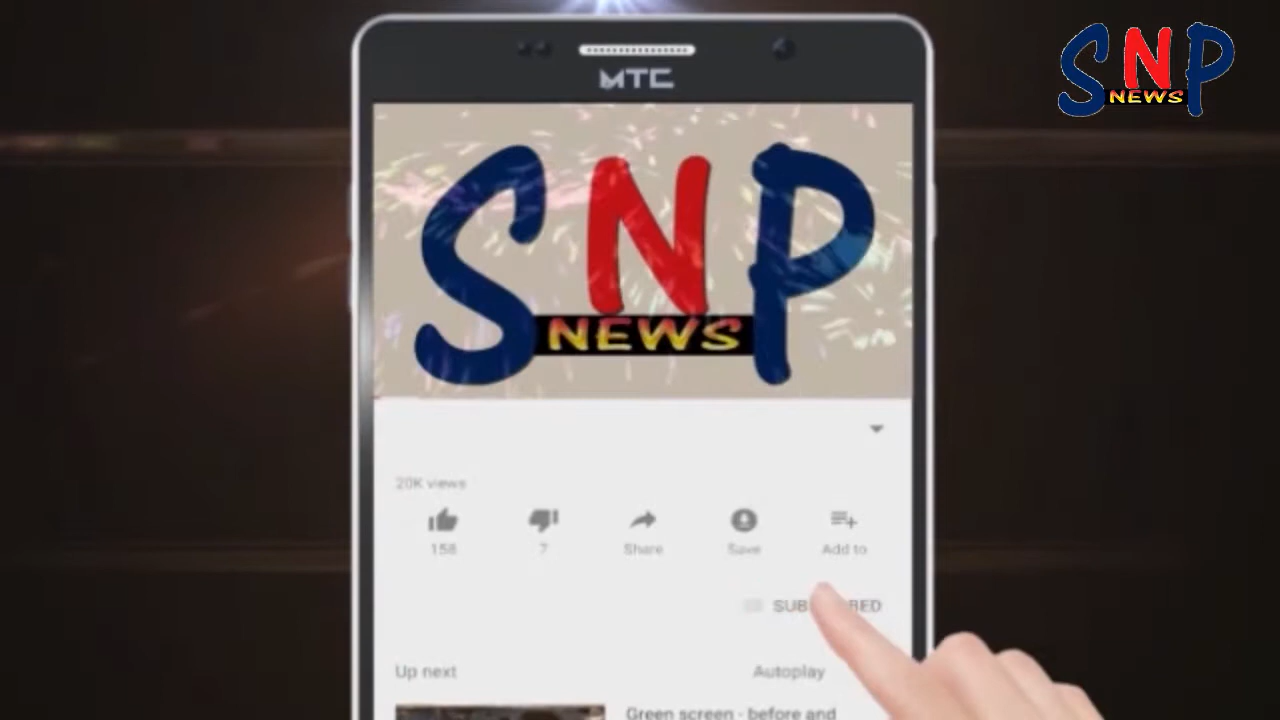 SNP
NEWS
MTC
SNP
NEWS
20K views
158
7
Share
Save
Add to
Up next
Autoplay
Green screen - before and